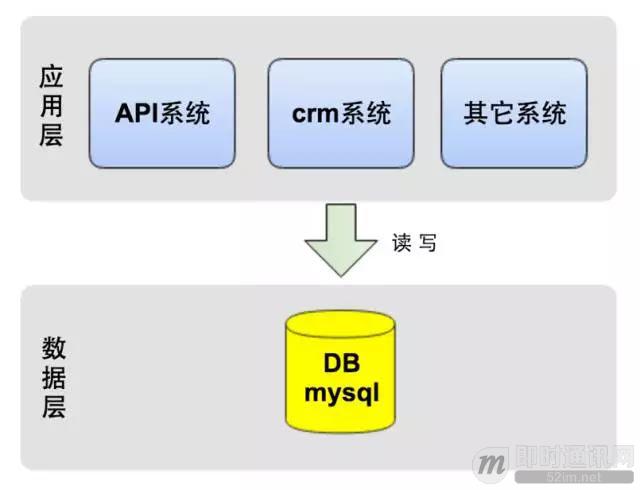 应用层
API系统
crm系统
其它系统
读 写
数据层
DB
mysql
m
即时通讯网
52im.net